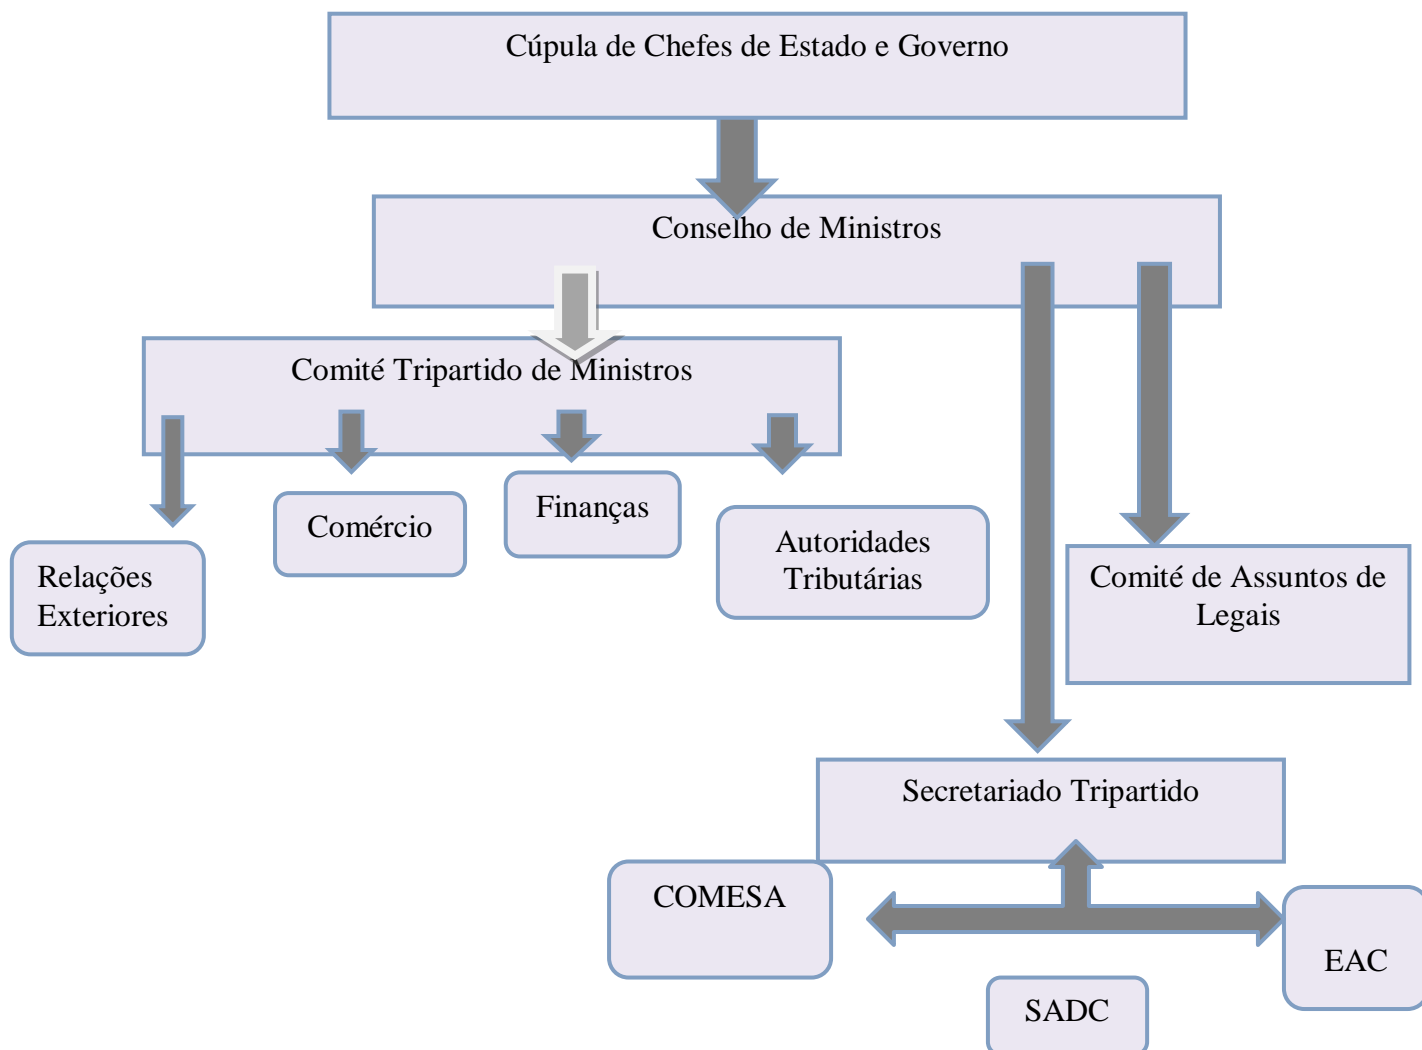 Cúpula de Chefes de Estado e Governo
Conselho de Ministros
Comité Tripartido de Ministros
Relações
Exteriores
Comércio
Finanças
Autoridades
Tributárias
Comité de Assuntos de
Legais
Secretariado Tripartido
COMESA
EAC
SADC